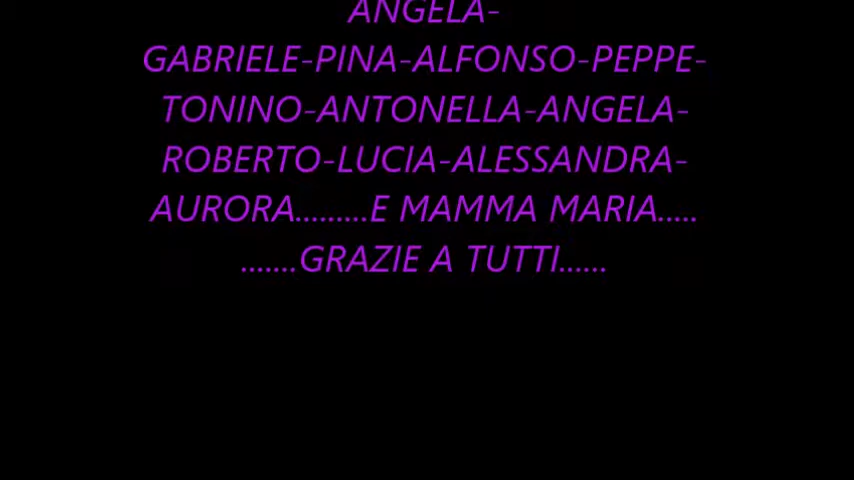 ANGELA-
GABRIELE-PINA-ALFONSO-PEPPE-
TONINO-ANTONELLA-ANGELA-
ROBERTO-LUCIA-ALESSANDRA-
AURORA.........E MAMMA MARIA.....
.......GRAZIE A TUTTI......